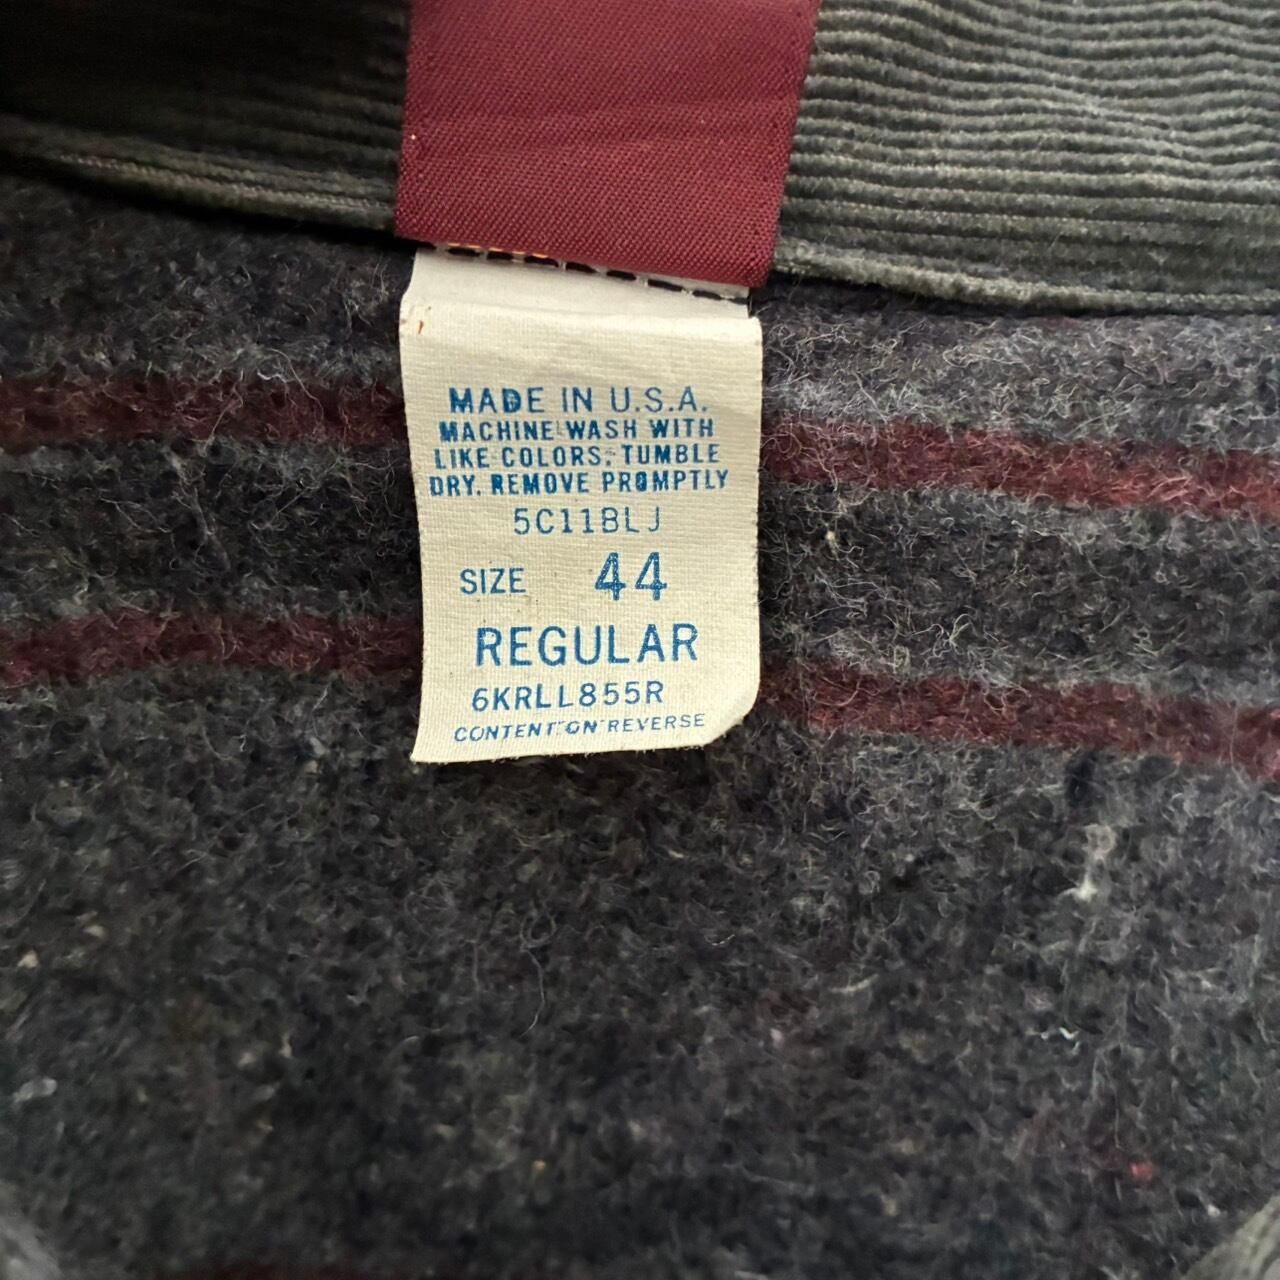 MADE IN U.S.A.
MACHINE WASH WITH
LIKE COLORS, TUMBLE
DRY. REMOVE PROMPTLY
5C11BLJ
SIZE 44
REGULAR
6KRLL855R
CONTENT ON REVERSE